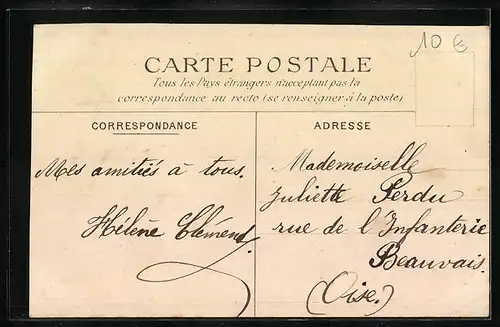 10 €
CARTE POSTALE
Tous les Pays étrangers n'acceptant pas la
correspondance au recto (se renseigner à la poste)
CORRESPONDANCE
ADRESSE
Mes amitiés à tous.
Hélène Clément.
Mademoiselle
Juliette Perdu
rue de l'Infanterie
Beauvais.
(Oise.)